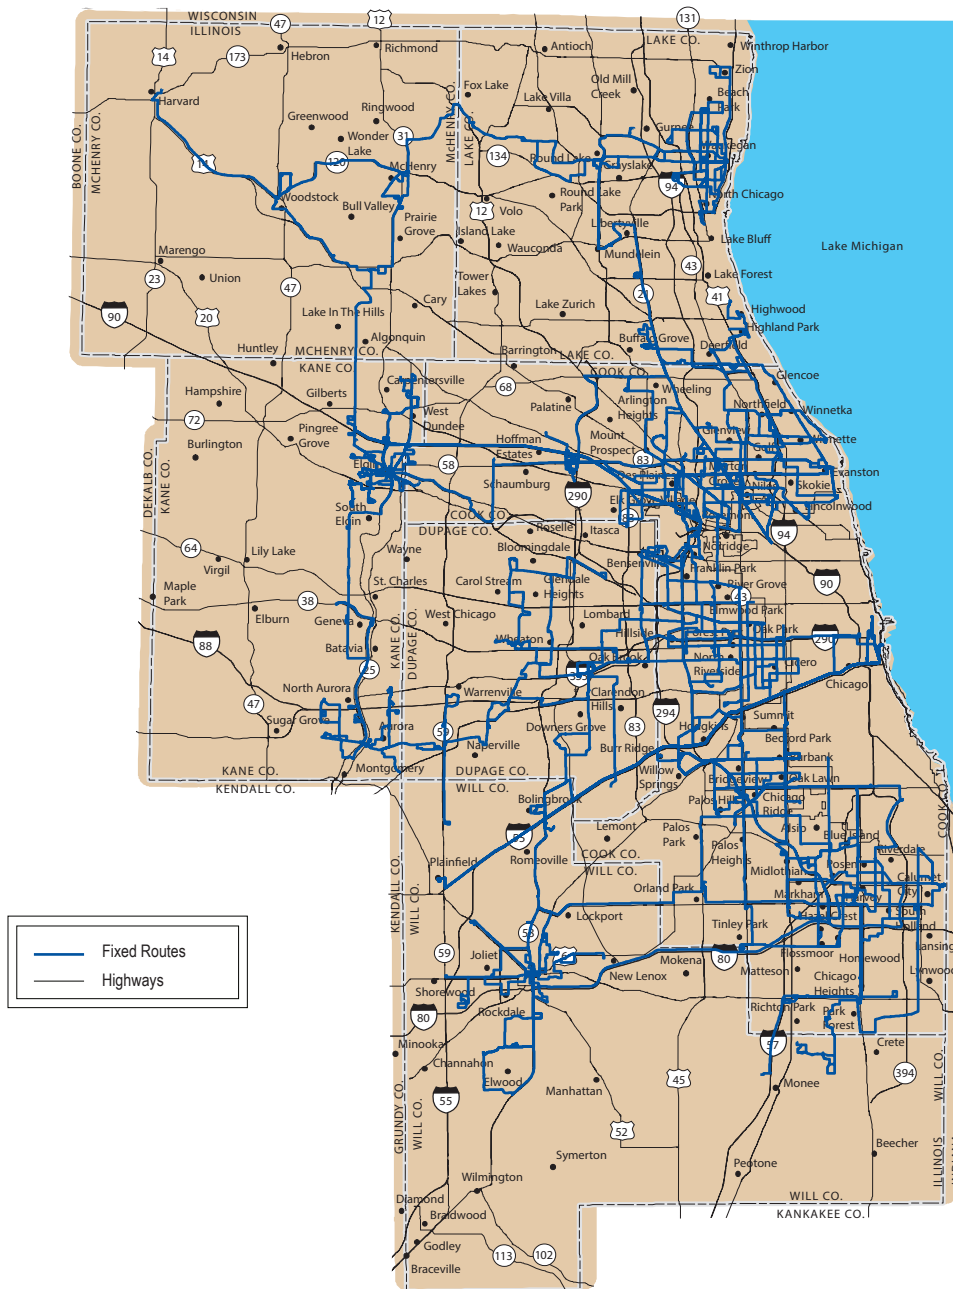 WISCONSIN
ILLINOIS
47
12
131
LAKE CO.
14
173
Hebron
Richmond
Antioch
Winthrop Harbor
Zion
Old Mill
Creek
Beach
Park
Fox Lake
Lake Villa
Harvard
Ringwood
Greenwood
Wonder
Lake
31
MCHENRY CO.
LAKE CO.
Gurnee
Waukegan
BOONE CO.
MCHENRY CO.
14
120
McHenry
134
Round Lake
Grayslake
94
North Chicago
Woodstock
Bull Valley
Prairie
Grove
12
Volo
Round Lake
Park
Island Lake
Wauconda
Libertyville
Mundelein
Lake Bluff
Lake Michigan
Marengo
23
Union
47
Tower
Lakes
43
Lake Forest
21
41
Highwood
Highland Park
90
20
Cary
Lake In The Hills
Lake Zurich
Algonquin
Buffalo Grove
Deerfield
Huntley
MCHENRY CO.
KANE CO.
Barrington
LAKE CO.
COOK CO.
Glencoe
Hampshire
Gilberts
Carpentersville
68
Wheeling
Palatine
Arlington
Heights
Northfield
Winnetka
72
Pingree
Grove
West
Dundee
Burlington
Hoffman
Estates
Mount
Prospect
Glenview
Golf
Wilmette
DEKALB CO.
KANE CO.
Elgin
58
Schaumburg
83
Des Plaines
Morton
Grove
Niles
Evanston
Skokie
290
Elk Grove Village
Lincolnwood
South
Elgin
COOK CO.
DUPAGE CO.
Roselle
Itasca
83
Rosemont
94
64
Virgil
Lily Lake
Wayne
Bloomingdale
Bensenville
Norridge
Franklin Park
Maple
Park
St. Charles
Carol Stream
Glendale
Heights
River Grove
90
38
Elburn
Geneva
West Chicago
Lombard
43
Elmwood Park
88
Batavia
KANE CO.
DUPAGE CO.
Wheaton
Hillside
Forest Park
Oak Park
290
25
Oak Brook
North
Riverside
Cicero
Chicago
47
North Aurora
Warrenville
355
Clarendon
Hills
294
Sugar Grove
Aurora
59
Downers Grove
83
Hodgkins
Summit
Naperville
Bedford Park
Montgomery
Burr Ridge
Burbank
KANE CO.
KENDALL CO.
DUPAGE CO.
WILL CO.
Willow
Springs
Bridgeview
Oak Lawn
Bolingbrook
Palos Hills
Chicago
Ridge
COOK CO.
55
Lemont
Palos
Park
Palos
Heights
Alsip
Blue Island
Romeoville
COOK CO.
WILL CO.
Riverdale
Plainfield
Midlothian
Posen
KENDALL CO.
WILL CO.
Orland Park
Markham
Harvey
Calumet
City
Lockport
Hazel Crest
South
Holland
53
Tinley Park
Lansing
59
Joliet
6
New Lenox
Mokena
80
Matteson
Flossmoor
Homewood
Chicago
Heights
Lynwood
Fixed Routes
Highways
Shorewood
Rockdale
Richton Park
Park
Forest
80
Minooka
57
Crete
Channahon
Elwood
Manhattan
45
Monee
394
GRUNDY CO.
WILL CO.
55
WILL CO.
52
Beecher
Symerton
Peotone
ILLINOIS
Wilmington
WILL CO.
KANKAKEE CO.
Diamond
Braidwood
Godley
Braceville
113
102